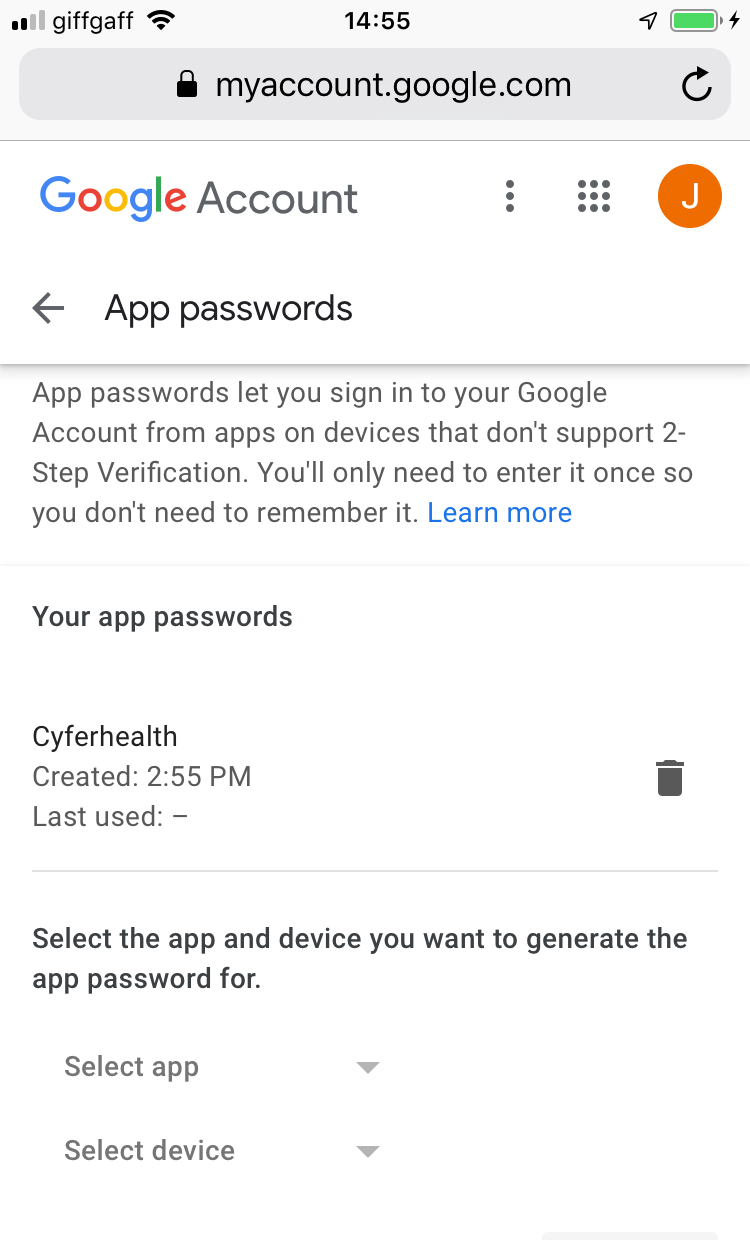 giffgaff 14:55
myaccount.google.com
Google Account J
App passwords
App passwords let you sign in to your Google
Account from apps on devices that don't support 2-
Step Verification. You'll only need to enter it once so
you don't need to remember it. Learn more
Your app passwords
Cyferhealth
Created: 2:55 PM
Last used: –
Select the app and device you want to generate the
app password for.
Select app
Select device